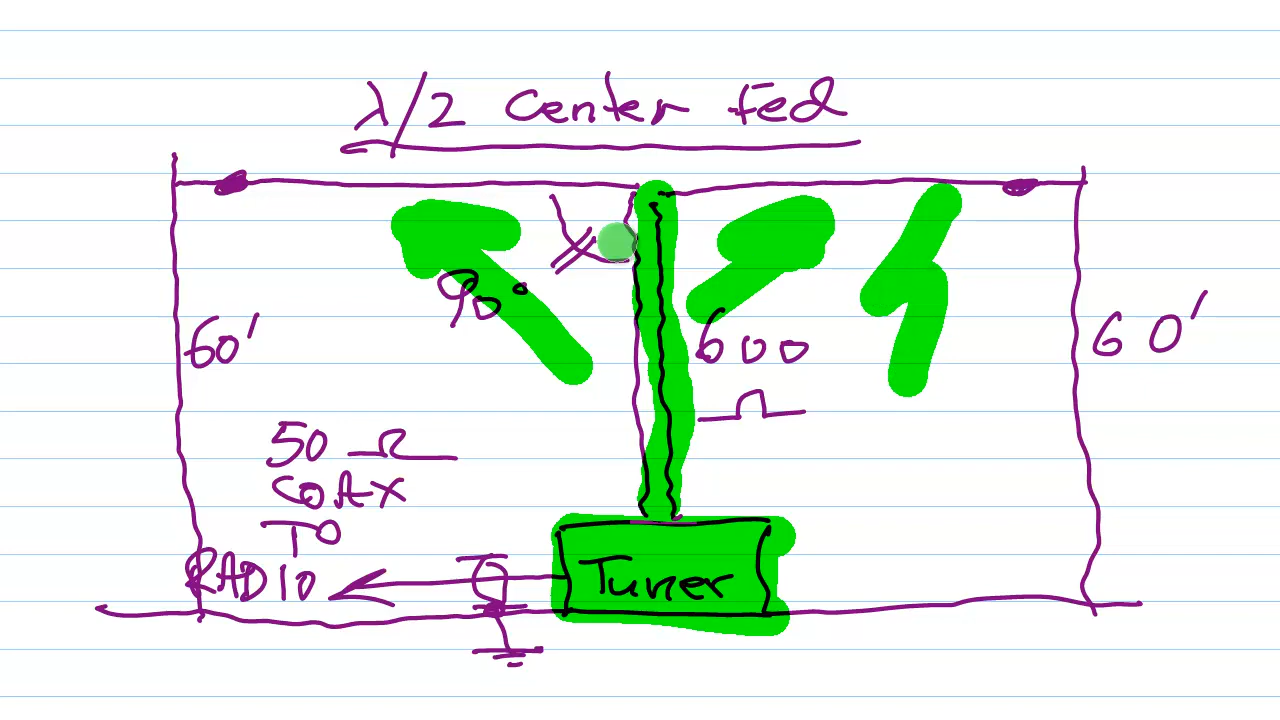 λ/2 Center Fed
90°
60'
600
Ω
60'
50 Ω
COAX
TO
RADIO
Tuner